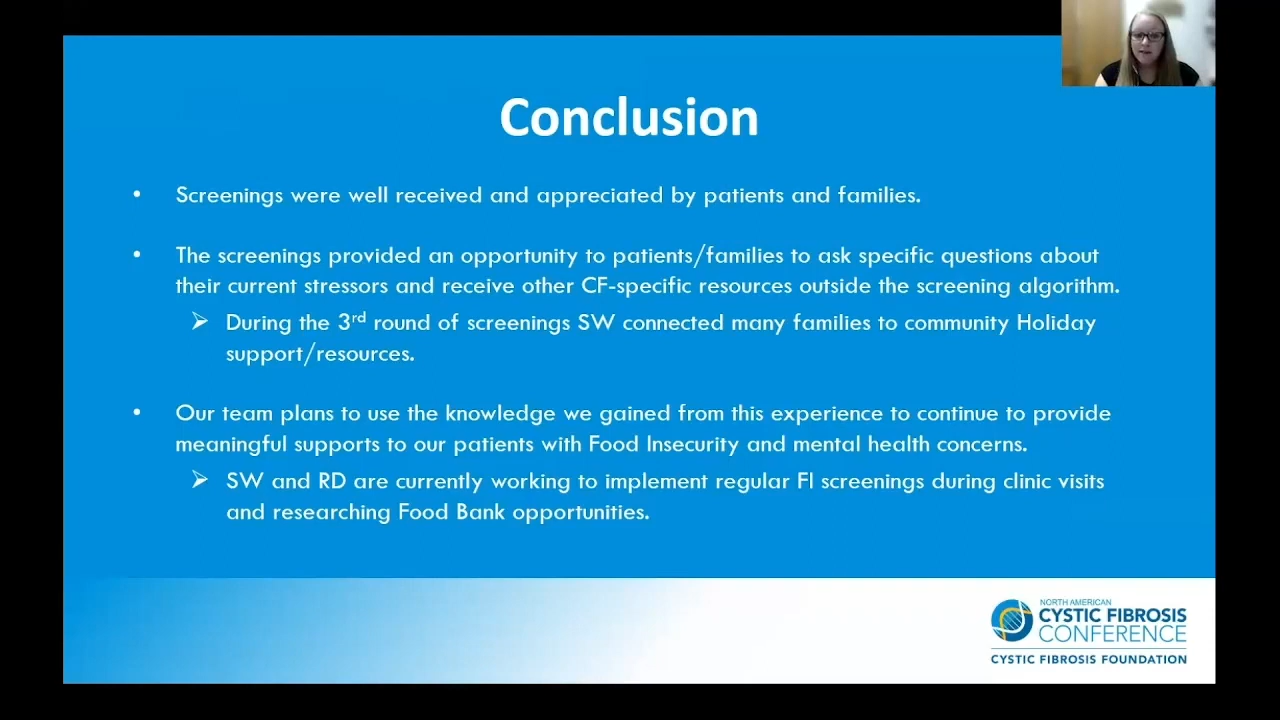 Conclusion
• Screenings were well received and appreciated by patients and families.
• The screenings provided an opportunity to patients/families to ask specific questions about
their current stressors and receive other CF-specific resources outside the screening algorithm.
➢ During the 3rd round of screenings SW connected many families to community Holiday
support/resources.
• Our team plans to use the knowledge we gained from this experience to continue to provide
meaningful supports to our patients with Food Insecurity and mental health concerns.
➢ SW and RD are currently working to implement regular FI screenings during clinic visits
and researching Food Bank opportunities.
NORTH AMERICAN
CYSTIC FIBROSIS
CONFERENCE
CYSTIC FIBROSIS FOUNDATION